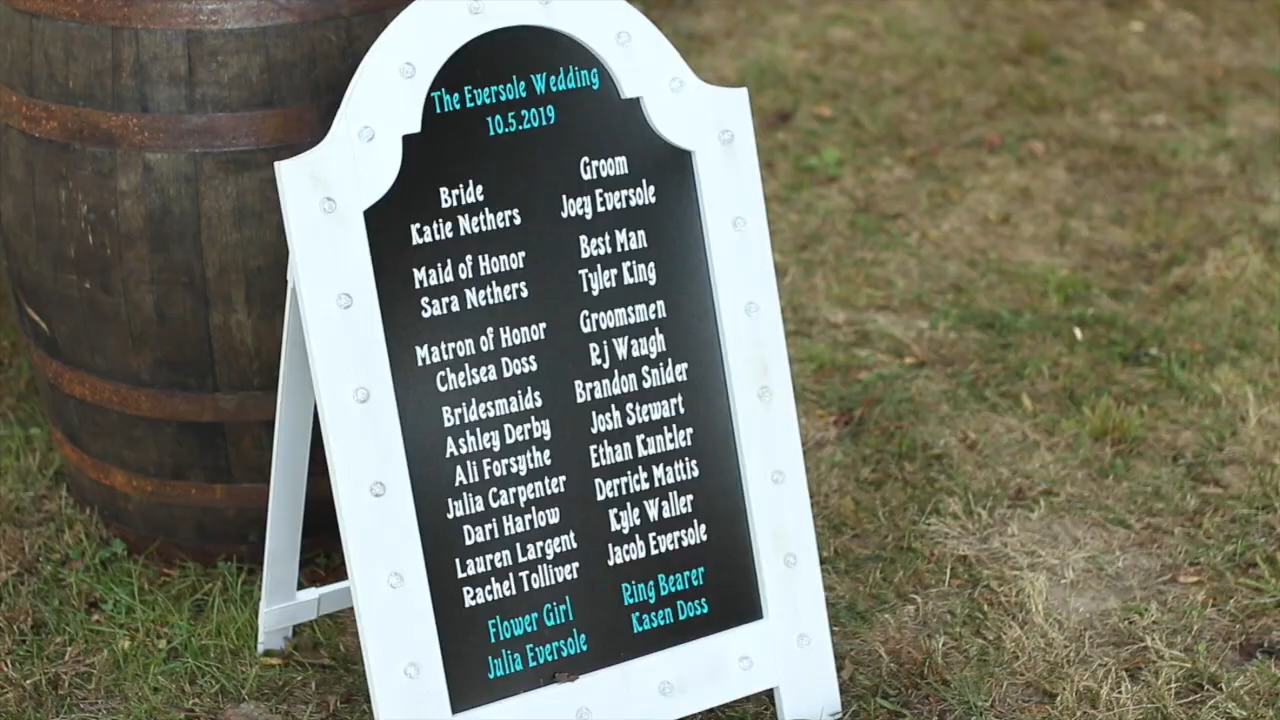 The Eversole Wedding
10.5.2019
Bride
Katie Nethers
Maid of Honor
Sara Nethers
Matron of Honor
Chelsea Doss
Bridesmaids
Ashley Derby
Ali Forsythe
Julia Carpenter
Dari Harlow
Lauren Largent
Rachel Tolliver
Flower Girl
Julia Eversole
Groom
Joey Eversole
Best Man
Tyler King
Groomsmen
Rj Waugh
Brandon Snider
Josh Stewart
Ethan Kunkler
Derrick Mattis
Kyle Waller
Jacob Eversole
Ring Bearer
Kasen Doss